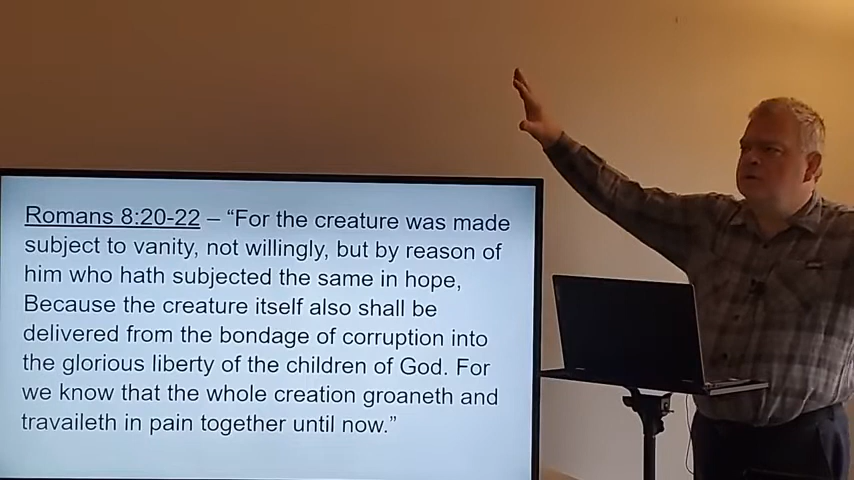 Romans 8:20-22 – “For the creature was made
subject to vanity, not willingly, but by reason of
him who hath subjected the same in hope,
Because the creature itself also shall be
delivered from the bondage of corruption into
the glorious liberty of the children of God. For
we know that the whole creation groaneth and
travaileth in pain together until now.”